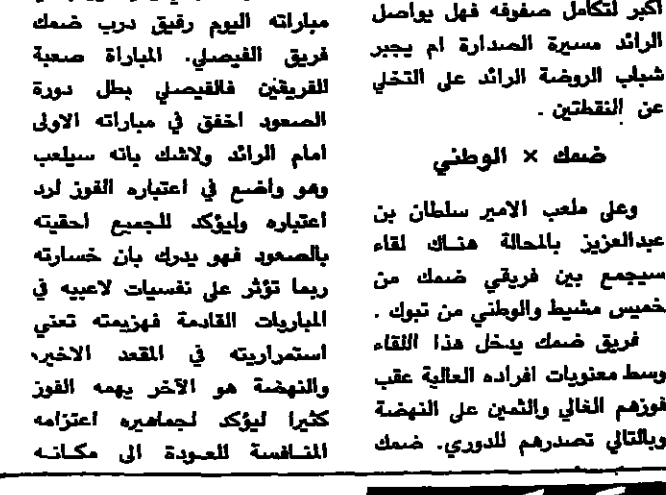 أكبر لتكامل صفوفه فهل يواصل
الرائد مسيرة الصدارة ام يجبر
شباب الروضة الرائد على التخلي
عن النقطتين .
ضمك × الوطني
وعلى ملعب الامير سلطان بن
عبدالعزيز بالمحالة هناك لقاء
سيجمع بين فريقي ضمك من
خميس مشيط والوطني من تبوك .
فريق ضمك يدخل هذا اللقاء
وسط معنويات افراده العالية عقب
فوزهم الغالي والثمين على النهضة
وبالتالي تصدرهم للدوري. ضمك
مباراته اليوم رفيق درب ضمك
فريق الفيصلي. المباراة صعبة
للفريقين فالفيصلي بطل دورة
الصعود اخفق في مباراته الاولى
امام الرائد ولاشك بانه سيلعب
وهو واضع في اعتباره الفوز لرد
اعتباره وليؤكد للجميع احقيته
بالصعود فهو يدرك بان خسارته
ربما تؤثر على نفسيات لاعبيه في
المباريات القادمة فهزيمته تعني
استمراريته في المقعد الاخيره
والنهضة هو الآخر يهمه الفوز
كثيرا ليؤكد لجماهيره اعتزامه
المنافسة للعودة الى مكانه